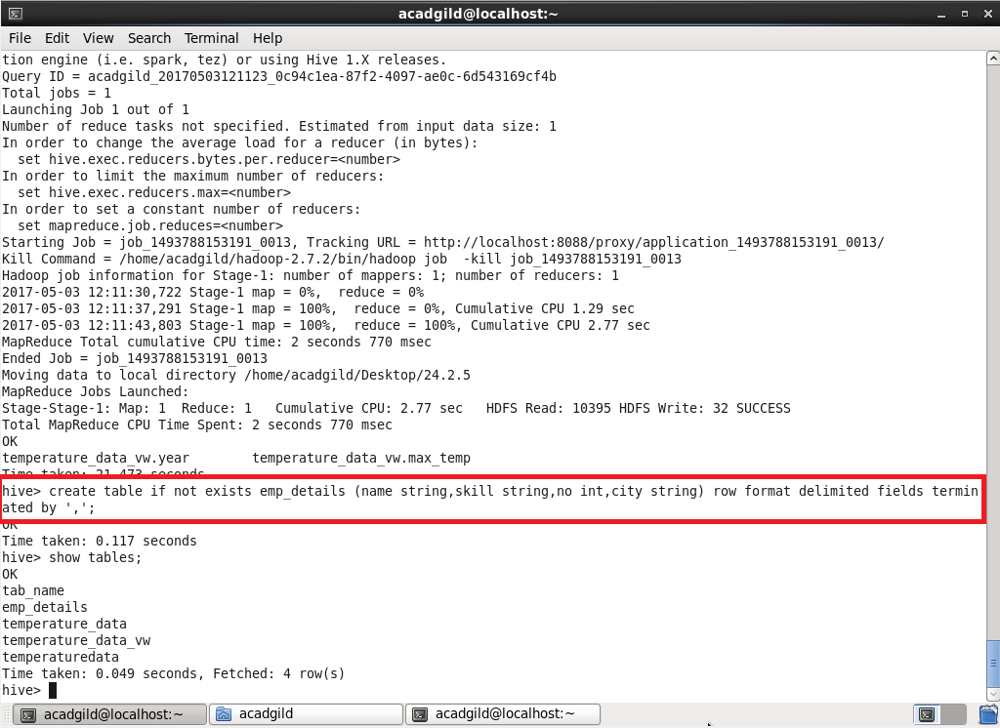 acadgild@localhost:~
File Edit View Search Terminal Help
tion engine (i.e. spark, tez) or using Hive 1.X releases.
Query ID = acadgild_20170503121123_0c94c1ea-87f2-4097-ae0c-6d543169cf4b
Total jobs = 1
Launching Job 1 out of 1
Number of reduce tasks not specified. Estimated from input data size: 1
In order to change the average load for a reducer (in bytes):
  set hive.exec.reducers.bytes.per.reducer=<number>
In order to limit the maximum number of reducers:
  set hive.exec.reducers.max=<number>
In order to set a constant number of reducers:
  set mapreduce.job.reduces=<number>
Starting Job = job_1493788153191_0013, Tracking URL = http://localhost:8088/proxy/application_1493788153191_0013/
Kill Command = /home/acadgild/hadoop-2.7.2/bin/hadoop job  -kill job_1493788153191_0013
Hadoop job information for Stage-1: number of mappers: 1; number of reducers: 1
2017-05-03 12:11:30,722 Stage-1 map = 0%,  reduce = 0%
2017-05-03 12:11:37,291 Stage-1 map = 100%,  reduce = 0%, Cumulative CPU 1.29 sec
2017-05-03 12:11:43,803 Stage-1 map = 100%,  reduce = 100%, Cumulative CPU 2.77 sec
MapReduce Total cumulative CPU time: 2 seconds 770 msec
Ended Job = job_1493788153191_0013
Moving data to local directory /home/acadgild/Desktop/24.2.5
MapReduce Jobs Launched:
Stage-Stage-1: Map: 1  Reduce: 1   Cumulative CPU: 2.77 sec   HDFS Read: 10395 HDFS Write: 32 SUCCESS
Total MapReduce CPU Time Spent: 2 seconds 770 msec
OK
temperature_data_vw.year        temperature_data_vw.max_temp
Time taken: 21.473 seconds
hive> create table if not exists emp_details (name string,skill string,no int,city string) row format delimited fields termin
ated by ',';
OK
Time taken: 0.117 seconds
hive> show tables;
OK
tab_name
emp_details
temperature_data
temperature_data_vw
temperaturedata
Time taken: 0.049 seconds, Fetched: 4 row(s)
hive>
acadgild@localhost:~ acadgild acadgild@localhost:~